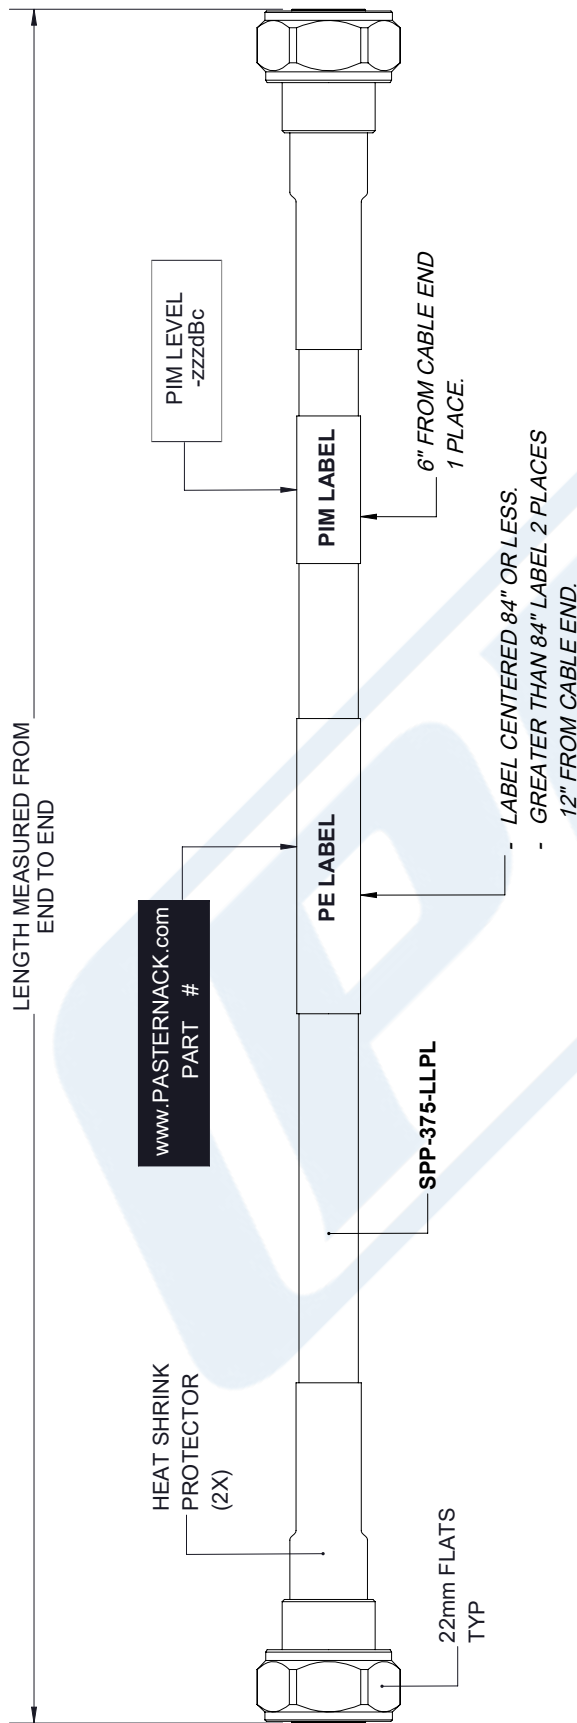 LENGTH MEASURED FROM
END TO END
HEAT SHRINK
PROTECTOR
(2X)
www.PASTERNACK.com
PART #
PIM LEVEL
-zzzdBc
PE LABEL
PIM LABEL
22mm FLATS
TYP
SPP-375-LLPL
6" FROM CABLE END
1 PLACE.
- LABEL CENTERED 84" OR LESS.
- GREATER THAN 84" LABEL 2 PLACES
12" FROM CABLE END.